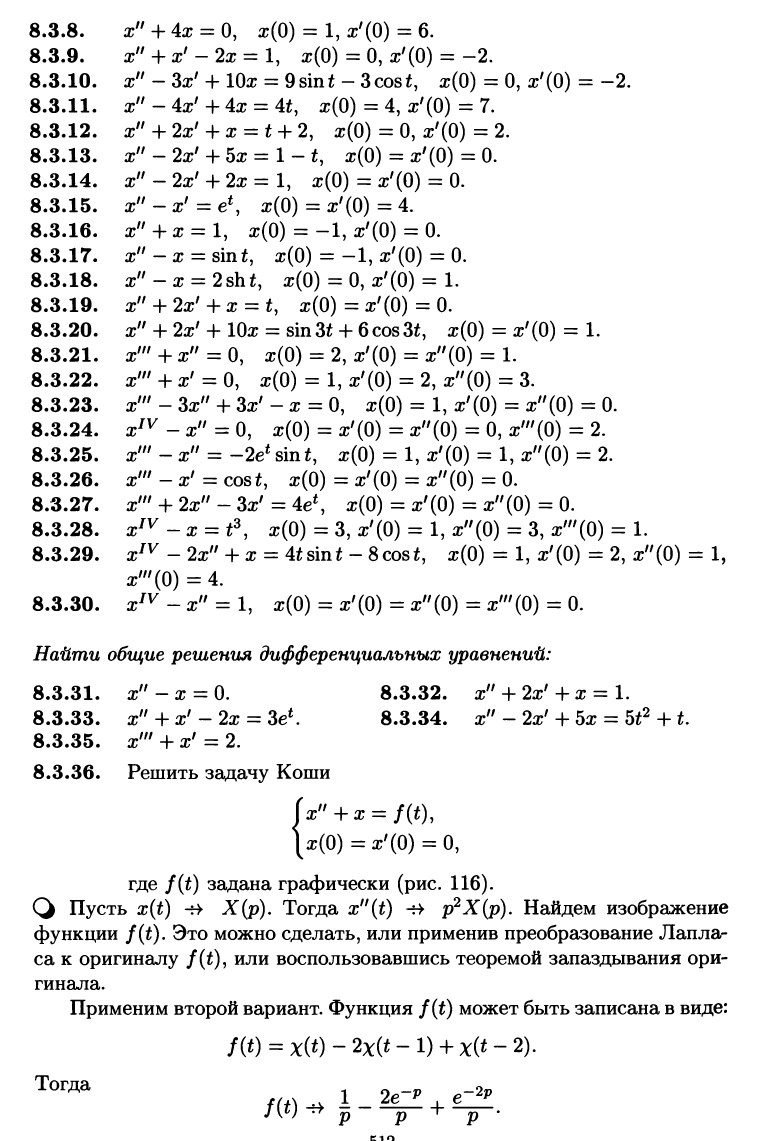 8.3.8. x'' + 4x = 0, x(0) = 1, x'(0) = 6.
8.3.9. x'' + x' − 2x = 1, x(0) = 0, x'(0) = −2.
8.3.10. x'' − 3x' + 10x = 9 sin t − 3 cos t, x(0) = 0, x'(0) = −2.
8.3.11. x'' − 4x' + 4x = 4t, x(0) = 4, x'(0) = 7.
8.3.12. x'' + 2x' + x = t + 2, x(0) = 0, x'(0) = 2.
8.3.13. x'' − 2x' + 5x = 1 − t, x(0) = x'(0) = 0.
8.3.14. x'' − 2x' + 2x = 1, x(0) = x'(0) = 0.
8.3.15. x'' − x' = e^t, x(0) = x'(0) = 4.
8.3.16. x'' + x = 1, x(0) = −1, x'(0) = 0.
8.3.17. x'' − x = sin t, x(0) = −1, x'(0) = 0.
8.3.18. x'' − x = 2 sh t, x(0) = 0, x'(0) = 1.
8.3.19. x'' + 2x' + x = t, x(0) = x'(0) = 0.
8.3.20. x'' + 2x' + 10x = sin 3t + 6 cos 3t, x(0) = x'(0) = 1.
8.3.21. x''' + x'' = 0, x(0) = 2, x'(0) = x''(0) = 1.
8.3.22. x''' + x' = 0, x(0) = 1, x'(0) = 2, x''(0) = 3.
8.3.23. x''' − 3x'' + 3x' − x = 0, x(0) = 1, x'(0) = x''(0) = 0.
8.3.24. x^{IV} − x'' = 0, x(0) = x'(0) = x''(0) = 0, x'''(0) = 2.
8.3.25. x''' − x'' = −2e^t sin t, x(0) = 1, x'(0) = 1, x''(0) = 2.
8.3.26. x''' − x' = cos t, x(0) = x'(0) = x''(0) = 0.
8.3.27. x''' + 2x'' − 3x' = 4e^t, x(0) = x'(0) = x''(0) = 0.
8.3.28. x^{IV} − x = t^3, x(0) = 3, x'(0) = 1, x''(0) = 3, x'''(0) = 1.
8.3.29. x^{IV} − 2x'' + x = 4t sin t − 8 cos t, x(0) = 1, x'(0) = 2, x''(0) = 1,
x'''(0) = 4.
8.3.30. x^{IV} − x'' = 1, x(0) = x'(0) = x''(0) = x'''(0) = 0.
Найти общие решения дифференциальных уравнений:
8.3.31. x'' − x = 0. 8.3.32. x'' + 2x' + x = 1.
8.3.33. x'' + x' − 2x = 3e^t. 8.3.34. x'' − 2x' + 5x = 5t^2 + t.
8.3.35. x''' + x' = 2.
8.3.36. Решить задачу Коши
{ x'' + x = f(t),
x(0) = x'(0) = 0,
где f(t) задана графически (рис. 116).
Пусть x(t) ↔ X(p). Тогда x''(t) ↔ p^2X(p). Найдем изображение
функции f(t). Это можно сделать, или применив преобразование Лапла-
са к оригиналу f(t), или воспользовавшись теоремой запаздывания ори-
гинала.
Применим второй вариант. Функция f(t) может быть записана в виде:
f(t) = χ(t) − 2χ(t − 1) + χ(t − 2).
Тогда
f(t) ↔ 1/p − 2e^{−p}/p + e^{−2p}/p.